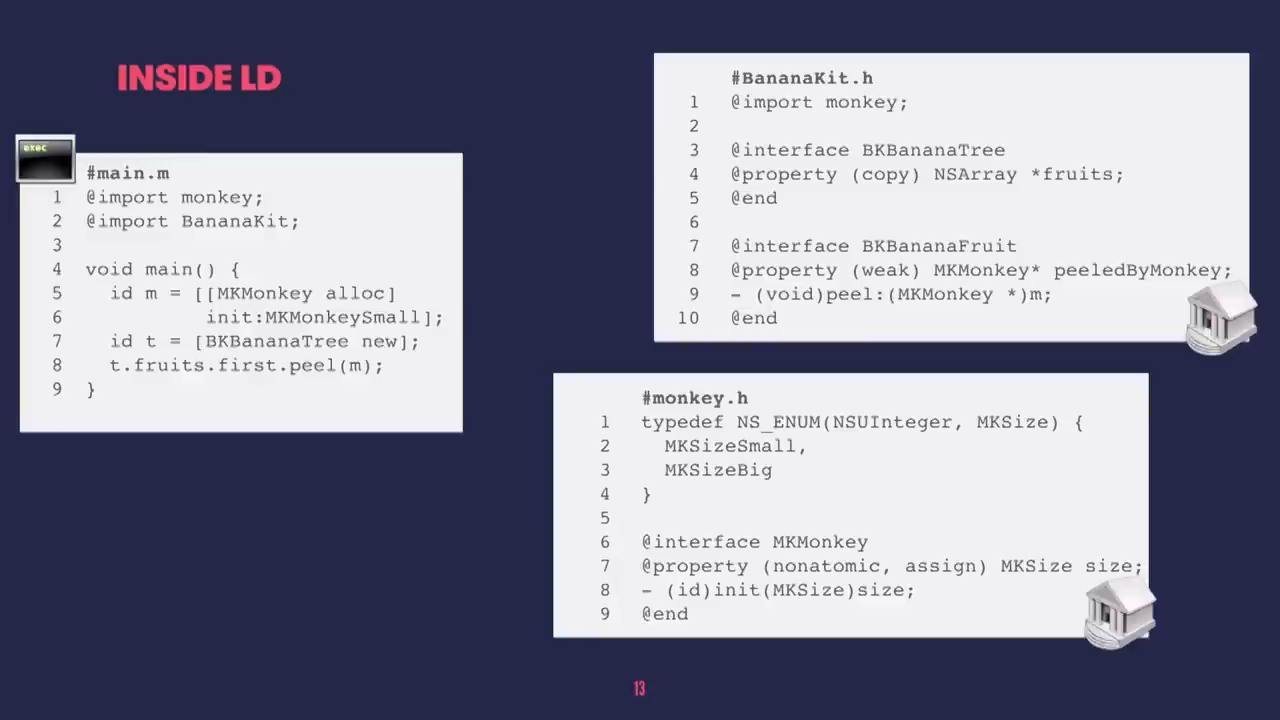 INSIDE LD
exec
#main.m
1 @import monkey;
2 @import BananaKit;
3
4 void main() {
5   id m = [[MKMonkey alloc]
6           init:MKMonkeySmall];
7   id t = [BKBananaTree new];
8   t.fruits.first.peel(m);
9 }
#BananaKit.h
1 @import monkey;
2
3 @interface BKBananaTree
4 @property (copy) NSArray *fruits;
5 @end
6
7 @interface BKBananaFruit
8 @property (weak) MKMonkey* peeledByMonkey;
9 - (void)peel:(MKMonkey *)m;
10 @end
#monkey.h
1 typedef NS_ENUM(NSUInteger, MKSize) {
2   MKSizeSmall,
3   MKSizeBig
4 }
5
6 @interface MKMonkey
7 @property (nonatomic, assign) MKSize size;
8 - (id)init(MKSize)size;
9 @end
13